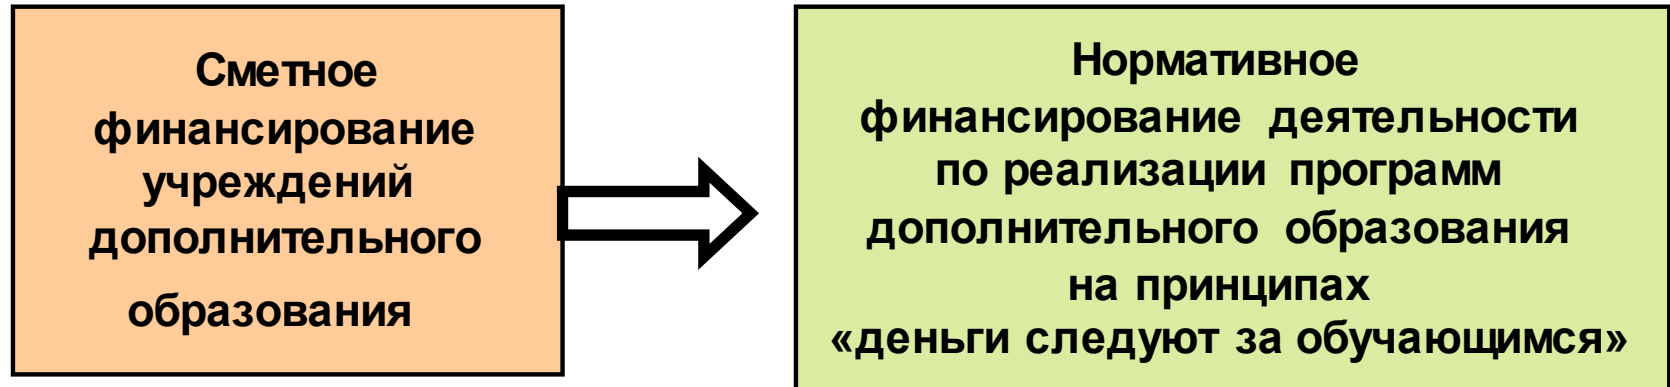 Сметное
финансирование
учреждений
дополнительного
образования
Нормативное
финансирование деятельности
по реализации программ
дополнительного образования
на принципах
«деньги следуют за обучающимся»